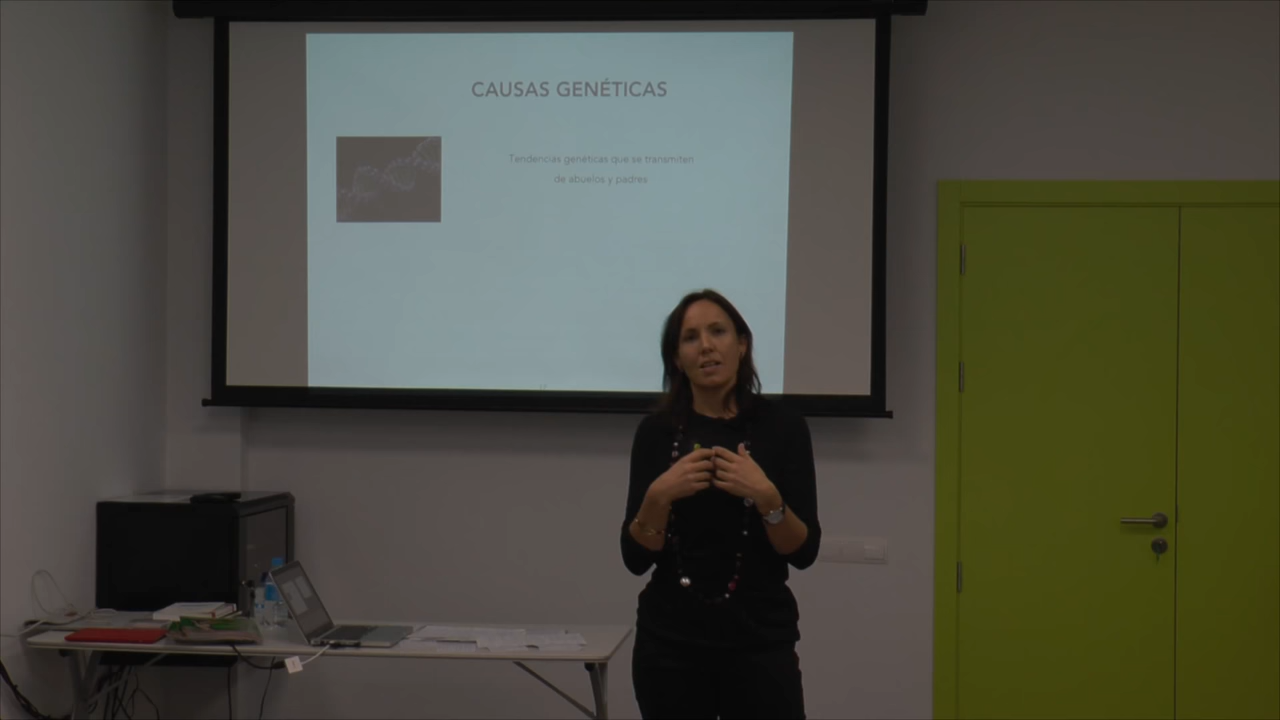 CAUSAS GENÉTICAS
Tendencias genéticas que se transmiten
de abuelos y padres